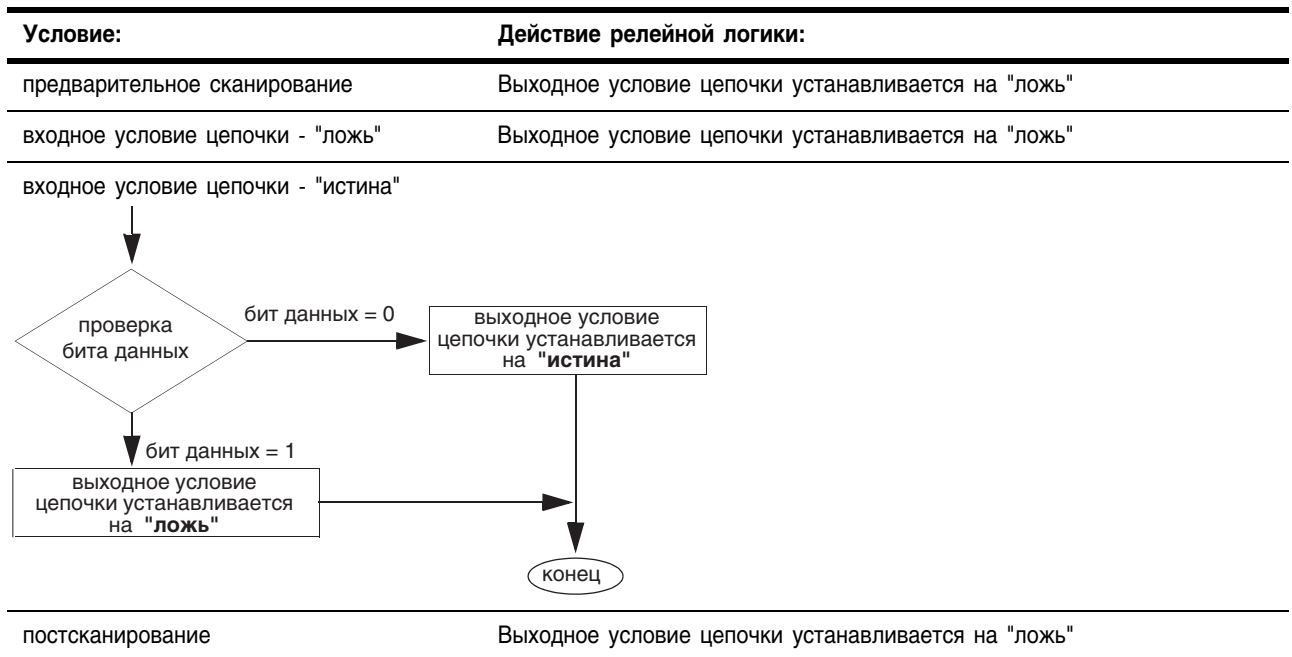 Условие: Действие релейной логики:
предварительное сканирование Выходное условие цепочки устанавливается на "ложь"
входное условие цепочки - "ложь" Выходное условие цепочки устанавливается на "ложь"
входное условие цепочки - "истина"
проверка
бита данных
бит данных = 0
выходное условие
цепочки устанавливается
на "истина"
бит данных = 1
выходное условие
цепочки устанавливается
на "ложь"
конец
постсканирование Выходное условие цепочки устанавливается на "ложь"